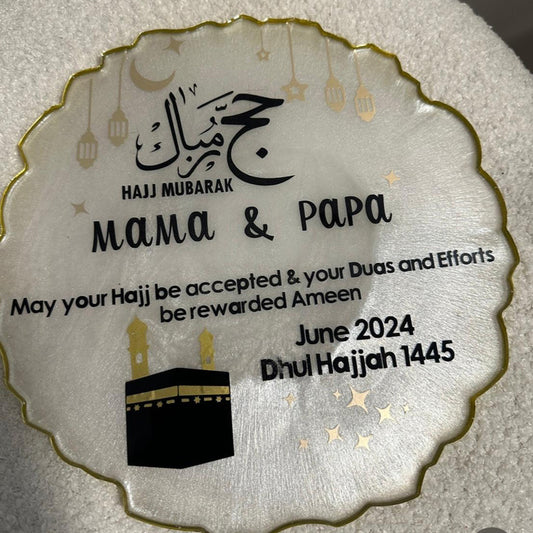 حج مبارك
HAJJ MUBARAK
MAMA & PAPA
May your Hajj be accepted & your Duas and Efforts
be rewarded Ameen
June 2024
Dhul Hajjah 1445